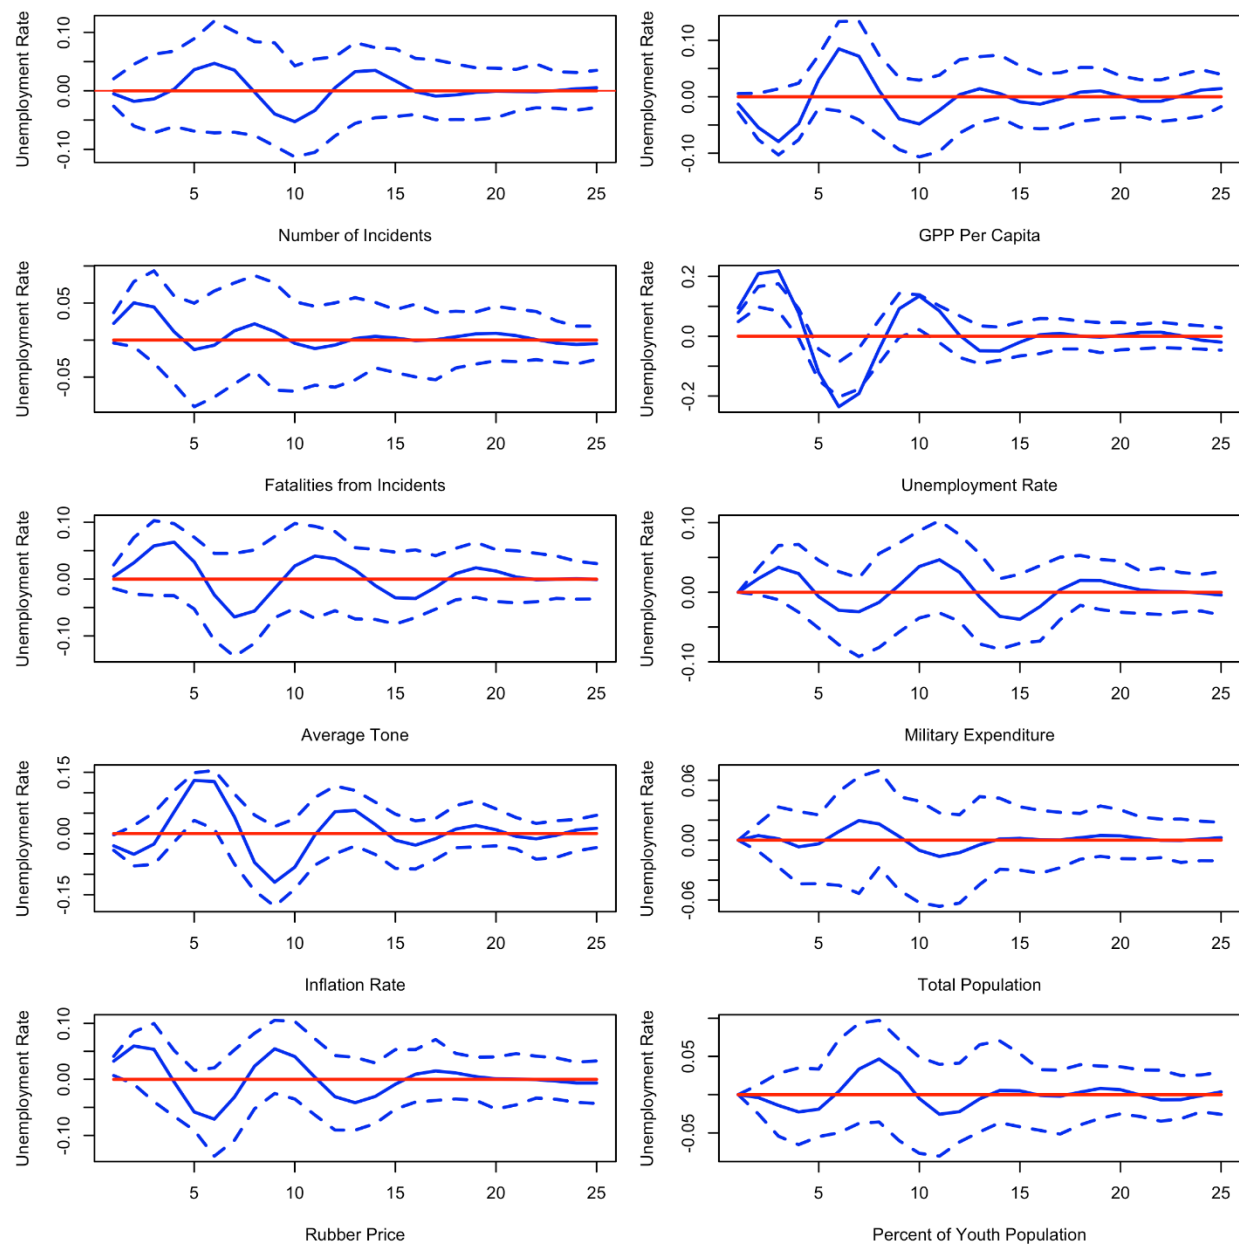 Unemployment Rate
0.10
0.00
-0.10
5 10 15 20 25
Number of Incidents
Unemployment Rate
0.10
0.00
-0.10
5 10 15 20 25
GPP Per Capita
Unemployment Rate
0.05
-0.05
5 10 15 20 25
Fatalities from Incidents
Unemployment Rate
0.2
0.0
-0.2
5 10 15 20 25
Unemployment Rate
Unemployment Rate
0.10
0.00
-0.10
5 10 15 20 25
Average Tone
Unemployment Rate
0.10
0.00
-0.10
5 10 15 20 25
Military Expenditure
Unemployment Rate
0.15
0.00
-0.15
5 10 15 20 25
Inflation Rate
Unemployment Rate
0.06
0.00
-0.06
5 10 15 20 25
Total Population
Unemployment Rate
0.10
0.00
-0.10
5 10 15 20 25
Rubber Price
Unemployment Rate
0.05
-0.05
5 10 15 20 25
Percent of Youth Population